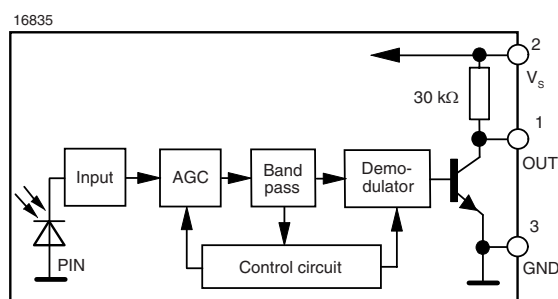 16835
2
V_S
30 kΩ
1
OUT
Input
AGC
Band
pass
Demo-
dulator
3
GND
PIN
Control circuit